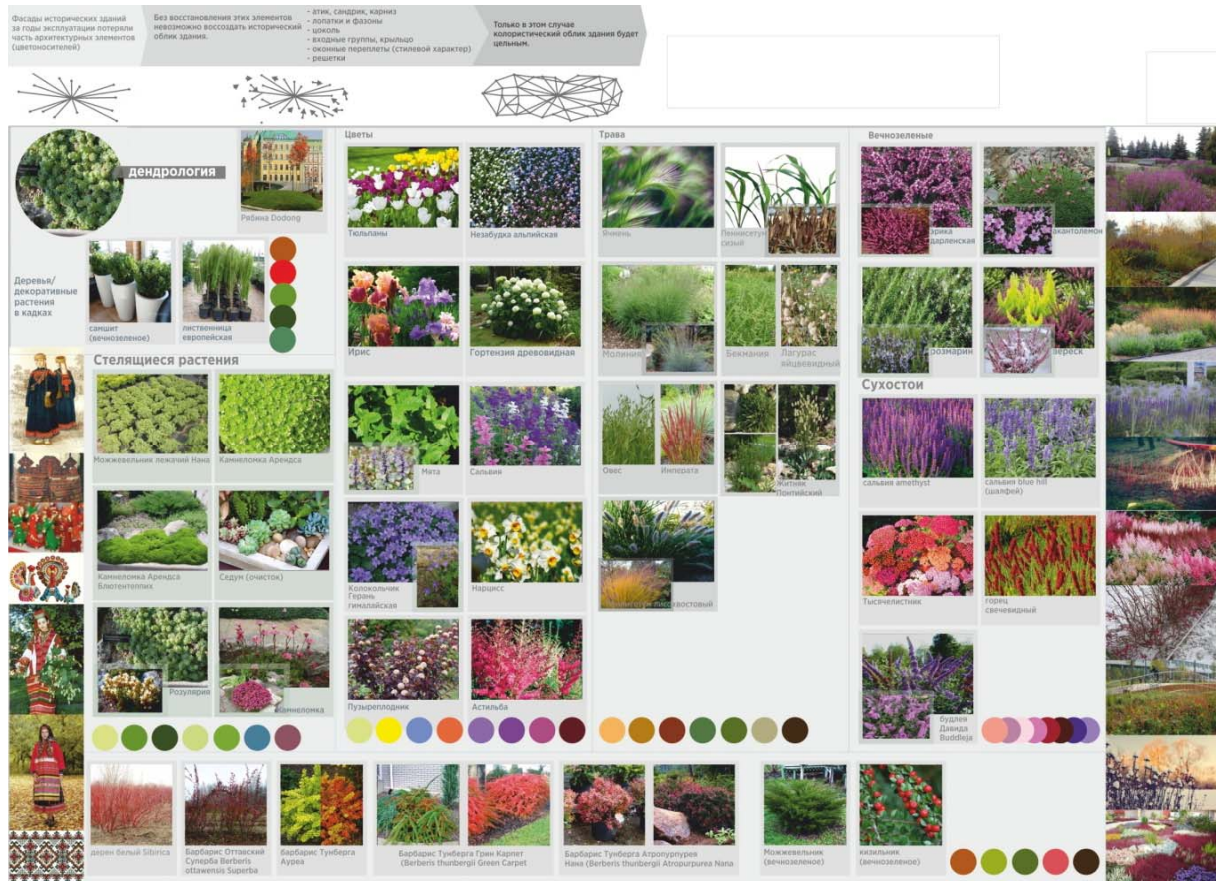 Фасады исторических зданий
за годы эксплуатации потеряли
часть архитектурных элементов
(цветоносителей)
Без восстановления этих элементов
невозможно воссоздать исторический
облик здания.
- атик, сандрик, карниз
- лопатки и фазоны
- цоколь
- входные группы, крыльцо
- оконные переплеты (стилевой характер)
- решетки
Только в этом случае
колористический облик здания будет
цельным.
дендрология
Рябина Dodong
Деревья/
декоративные
растения
в кадках
самшит
(вечнозеленое)
лиственница
европейская
Стелящиеся растения
Можжевельник лежачий Нана
Камнеломка Арендса
Камнеломка Арендса
Блютентеппих
Седум (очисток)
Розулярия
Камнеломка
Цветы
Тюльпаны
Незабудка альпийская
Ирис
Гортензия древовидная
Мята
Сальвия
Колокольчик
Герань
гималайская
Нарцисс
Пузыреплодник
Астильба
Трава
Ячмень
Пеннисетум
сизый
Молиния
Бекмания
Лагурас
яйцевидный
Овес
Императа
Житняк
Понтийский
Вечнозеленые
эрика
дарленская
акантолемон
розмарин
вереск
Сухостои
сальвия amethyst
сальвия blue hill
(шалфей)
Тысячелистник
горец
свечевидный
будлея
Давида
Buddleja
дерен белый Sibirica
Барбарис Оттавский
Суперба Berberis
ottawensis Superba
барбарис Тунберга
Ауреа
Барбарис Тунберга Грин Карпет
(Berberis thunbergii Green Carpet
Барбарис Тунберга Атропурпурея
Нана (Berberis thunbergii Atropurpurea Nana
Можжевельник
(вечнозеленое)
кизильник
(вечнозеленое)